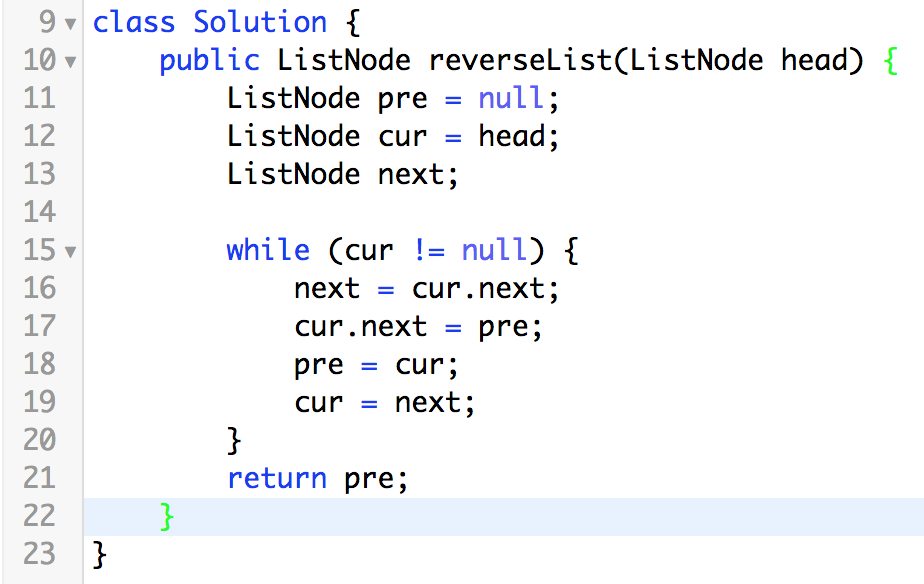 9 class Solution {
10     public ListNode reverseList(ListNode head) {
11         ListNode pre = null;
12         ListNode cur = head;
13         ListNode next;
14
15         while (cur != null) {
16             next = cur.next;
17             cur.next = pre;
18             pre = cur;
19             cur = next;
20         }
21         return pre;
22     }
23 }